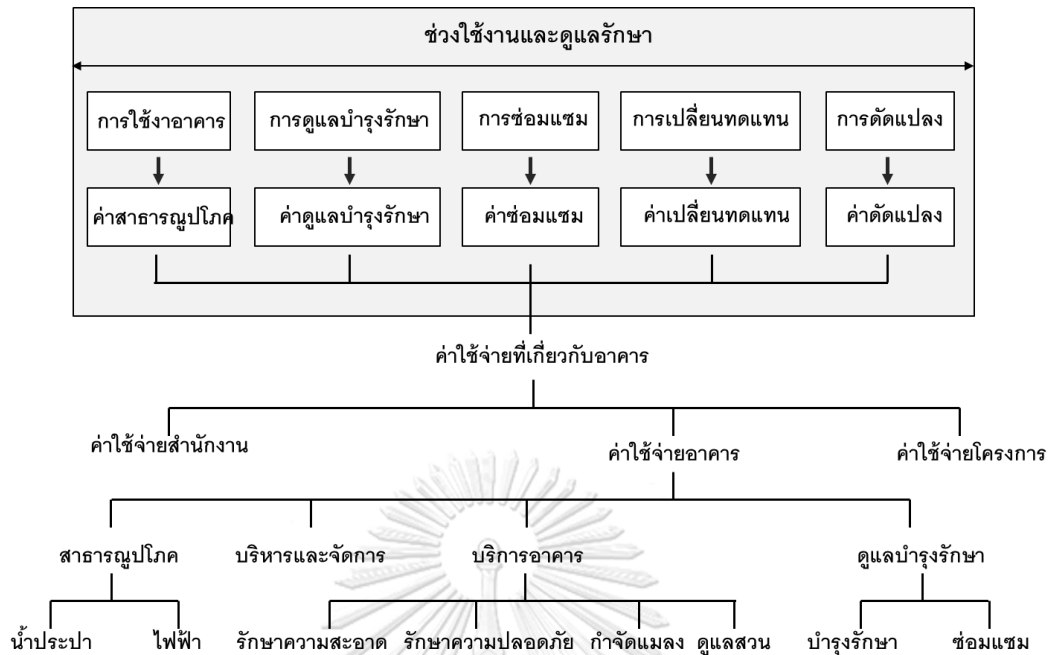 ช่วงใช้งานและดูแลรักษา
การใช้งาอาคาร การดูแลบำรุงรักษา การซ่อมแซม การเปลี่ยนทดแทน การดัดแปลง
ค่าสาธารณูปโภค ค่าดูแลบำรุงรักษา ค่าซ่อมแซม ค่าเปลี่ยนทดแทน ค่าดัดแปลง
ค่าใช้จ่ายที่เกี่ยวกับอาคาร
ค่าใช้จ่ายสำนักงาน ค่าใช้จ่ายอาคาร ค่าใช้จ่ายโครงการ
สาธารณูปโภค บริหารและจัดการ บริการอาคาร ดูแลบำรุงรักษา
น้ำประปา ไฟฟ้า รักษาความสะอาด รักษาความปลอดภัย กำจัดแมลง ดูแลสวน บำรุงรักษา ซ่อมแซม